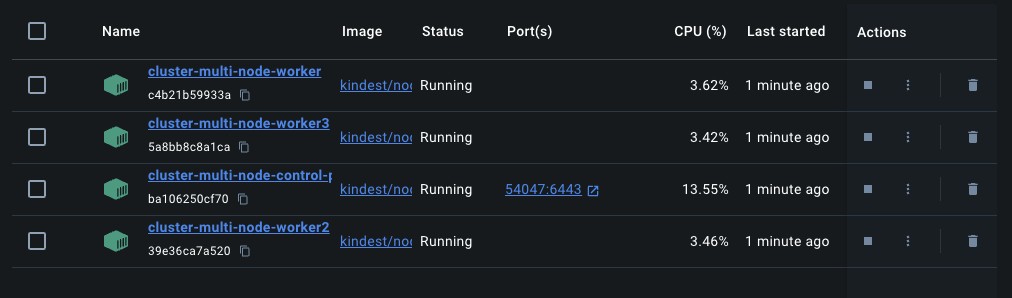 Name Image Status Port(s) CPU (%) Last started Actions
cluster-multi-node-worker
c4b21b59933a kindest/noc Running 3.62% 1 minute ago
cluster-multi-node-worker3
5a8bb8c8a1ca kindest/noc Running 3.42% 1 minute ago
cluster-multi-node-control-p
ba106250cf70 kindest/noc Running 54047:6443 13.55% 1 minute ago
cluster-multi-node-worker2
39e36ca7a520 kindest/noc Running 3.46% 1 minute ago